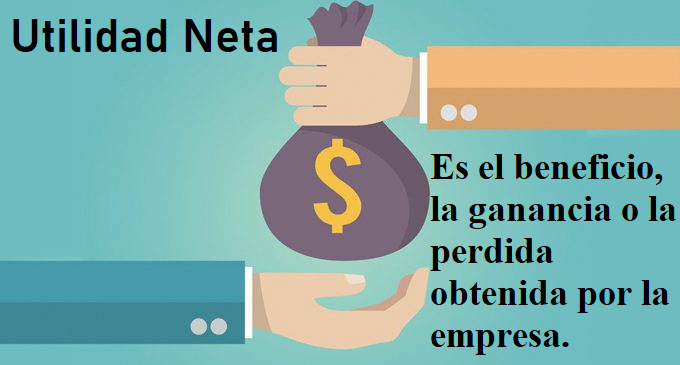 Utilidad Neta
$
Es el beneficio,
la ganancia o la
perdida
obtenida por la
empresa.